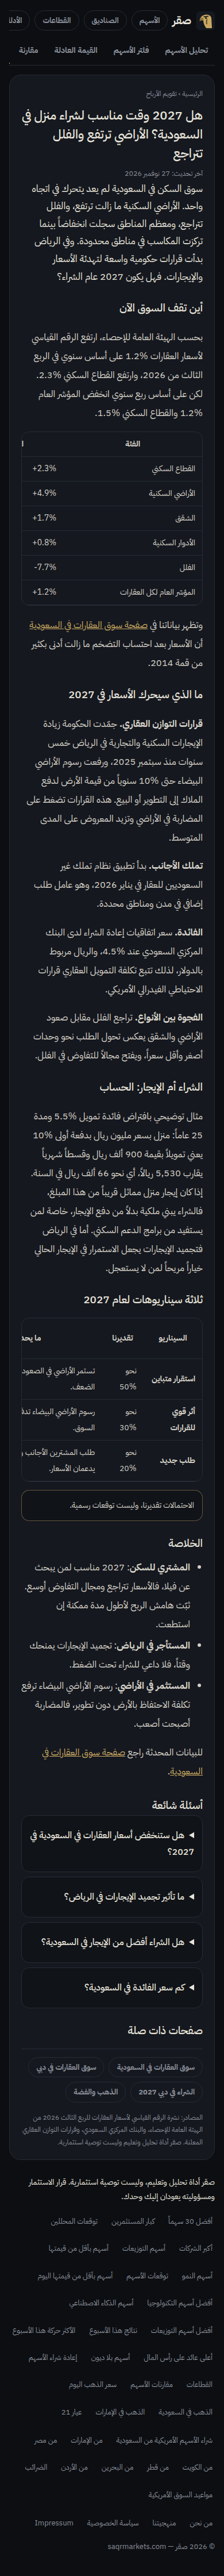 صقر
الأسهم
الصناديق
القطاعات
تحليل الأسهم
فلتر الأسهم
القيمة العادلة
مقارنة
الرئيسية › تقويم الأرباح
هل 2027 وقت مناسب لشراء منزل في
السعودية؟ الأراضي ترتفع والفلل
تتراجع
آخر تحديث: 27 نوفمبر 2026
سوق السكن في السعودية لم يعد يتحرك في اتجاه
واحد. الأراضي السكنية ما زالت ترتفع، والفلل
تتراجع، ومعظم المناطق سجلت انخفاضاً بينما
تركزت المكاسب في مناطق محدودة. وفي الرياض
بدأت قرارات حكومية واسعة لتهدئة الأسعار
والإيجارات. فهل يكون 2027 عام الشراء؟
أين تقف السوق الآن
بحسب الهيئة العامة للإحصاء، ارتفع الرقم القياسي
لأسعار العقارات 1.2% على أساس سنوي في الربع
الثالث من 2026، وارتفع القطاع السكني 2.3%.
لكن على أساس ربع سنوي انخفض المؤشر العام
1.2% والقطاع السكني 1.5%.
الفئة
القطاع السكني +2.3%
الأراضي السكنية +4.9%
الشقق +1.7%
الأدوار السكنية +0.8%
الفلل -7.7%
المؤشر العام لكل العقارات +1.2%
وتظهر بياناتنا في صفحة سوق العقارات في السعودية
أن الأسعار بعد احتساب التضخم ما زالت أدنى بكثير
من قمة 2014.
ما الذي سيحرك الأسعار في 2027
قرارات التوازن العقاري. جمّدت الحكومة زيادة
الإيجارات السكنية والتجارية في الرياض خمس
سنوات منذ سبتمبر 2025، ورفعت رسوم الأراضي
البيضاء حتى 10% سنوياً من قيمة الأرض لدفع
الملاك إلى التطوير أو البيع. هذه القرارات تضغط على
المضاربة في الأراضي وتزيد المعروض على المدى
المتوسط.
تملك الأجانب. بدأ تطبيق نظام تملك غير
السعوديين للعقار في يناير 2026، وهو عامل طلب
إضافي في مدن ومناطق محددة.
الفائدة. سعر اتفاقيات إعادة الشراء لدى البنك
المركزي السعودي عند 4.5%، والريال مربوط
بالدولار، لذلك تتبع تكلفة التمويل العقاري قرارات
الاحتياطي الفيدرالي الأمريكي.
الفجوة بين الأنواع. تراجع الفلل مقابل صعود
الأراضي والشقق يعكس تحول الطلب نحو وحدات
أصغر وأقل سعراً، ويفتح مجالاً للتفاوض في الفلل.
الشراء أم الإيجار: الحساب
مثال توضيحي بافتراض فائدة تمويل 5.5% ومدة
25 عاماً: منزل بسعر مليون ريال بدفعة أولى 10%
يعني تمويلاً بقيمة 900 ألف ريال وقسطاً شهرياً
يقارب 5,530 ريالاً، أي نحو 66 ألف ريال في السنة.
إذا كان إيجار منزل مماثل قريباً من هذا المبلغ،
فالشراء يبني ملكية بدلاً من دفع الإيجار، خاصة لمن
يستفيد من برامج الدعم السكني. أما في الرياض
فتجميد الإيجارات يجعل الاستمرار في الإيجار الحالي
خياراً مريحاً لمن لا يستعجل.
ثلاثة سيناريوهات لعام 2027
السيناريو تقديرنا
استقرار متباين نحو 50%
أثر قوي للقرارات نحو 30%
طلب جديد نحو 20%
الاحتمالات تقديرنا، وليست توقعات رسمية.
الخلاصة
• المشتري للسكن: 2027 مناسب لمن يبحث
عن فيلا، فالأسعار تتراجع ومجال التفاوض أوسع.
ثبّت هامش الربح لأطول مدة ممكنة إن
استطعت.
• المستأجر في الرياض: تجميد الإيجارات يمنحك
وقتاً، فلا داعي للشراء تحت الضغط.
• المستثمر في الأراضي: رسوم الأراضي البيضاء ترفع
تكلفة الاحتفاظ بالأرض دون تطوير، فالمضاربة
أصبحت أصعب.
للبيانات المحدثة راجع صفحة سوق العقارات في
السعودية.
أسئلة شائعة
◀ هل ستنخفض أسعار العقارات في السعودية في
2027؟
◀ ما تأثير تجميد الإيجارات في الرياض؟
◀ هل الشراء أفضل من الإيجار في السعودية؟
◀ كم سعر الفائدة في السعودية؟
صفحات ذات صلة
سوق العقارات في السعودية
سوق العقارات في دبي
الشراء في دبي 2027
الذهب والفضة
المصادر: نشرة الرقم القياسي لأسعار العقارات للربع الثالث 2026 من
الهيئة العامة للإحصاء، والبنك المركزي السعودي، وقرارات التوازن العقاري
المعلنة. صقر أداة تحليل وتعليم وليست توصية استثمارية.
صقر أداة تحليل وتعليم، وليست توصية استثمارية. قرار الاستثمار
ومسؤوليته يعودان إليك وحدك.
أفضل 30 سهماً
كبار المستثمرين
توقعات المحللين
أكبر الشركات
أسهم التوزيعات
أسهم بأقل من قيمتها
أسهم النمو
توقعات الأسهم
أسهم بأقل من قيمتها اليوم
أفضل أسهم التكنولوجيا
أسهم الذكاء الاصطناعي
أفضل أسهم التوزيعات
نتائج هذا الأسبوع
الأكثر حركة هذا الأسبوع
أعلى عائد على رأس المال
أسهم بلا ديون
إعادة شراء الأسهم
القطاعات
مقارنات الأسهم
سعر الذهب اليوم
الذهب في السعودية
الذهب في الإمارات
عيار 21
شراء الأسهم الأمريكية من السعودية
من الإمارات
من مصر
من الكويت
من قطر
من البحرين
من الأردن
الضرائب
مواعيد السوق الأمريكية
من نحن
منهجيتنا
سياسة الخصوصية
Impressum
© 2026 صقر — saqrmarkets.com